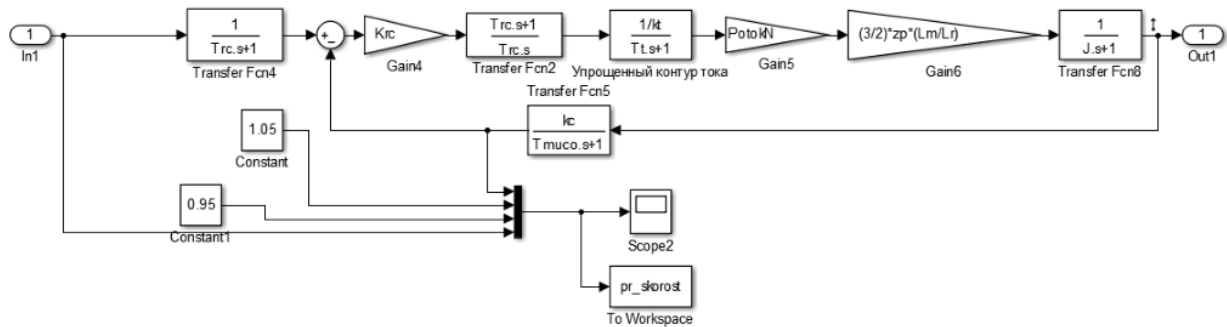 1
In1
1
Trc.s+1
Transfer Fcn4
Krc
Gain4
Trc.s+1
Trc.s
Transfer Fcn2
1/kt
Tt.s+1
Упрощенный контур тока
PotokN
Gain5
(3/2)*zp*(Lm/Lr)
Gain6
1
J.s+1
Transfer Fcn8
1
Out1
Transfer Fcn5
kc
Tmuco.s+1
1.05
Constant
0.95
Constant1
Scope2
pr_skorost
To Workspace